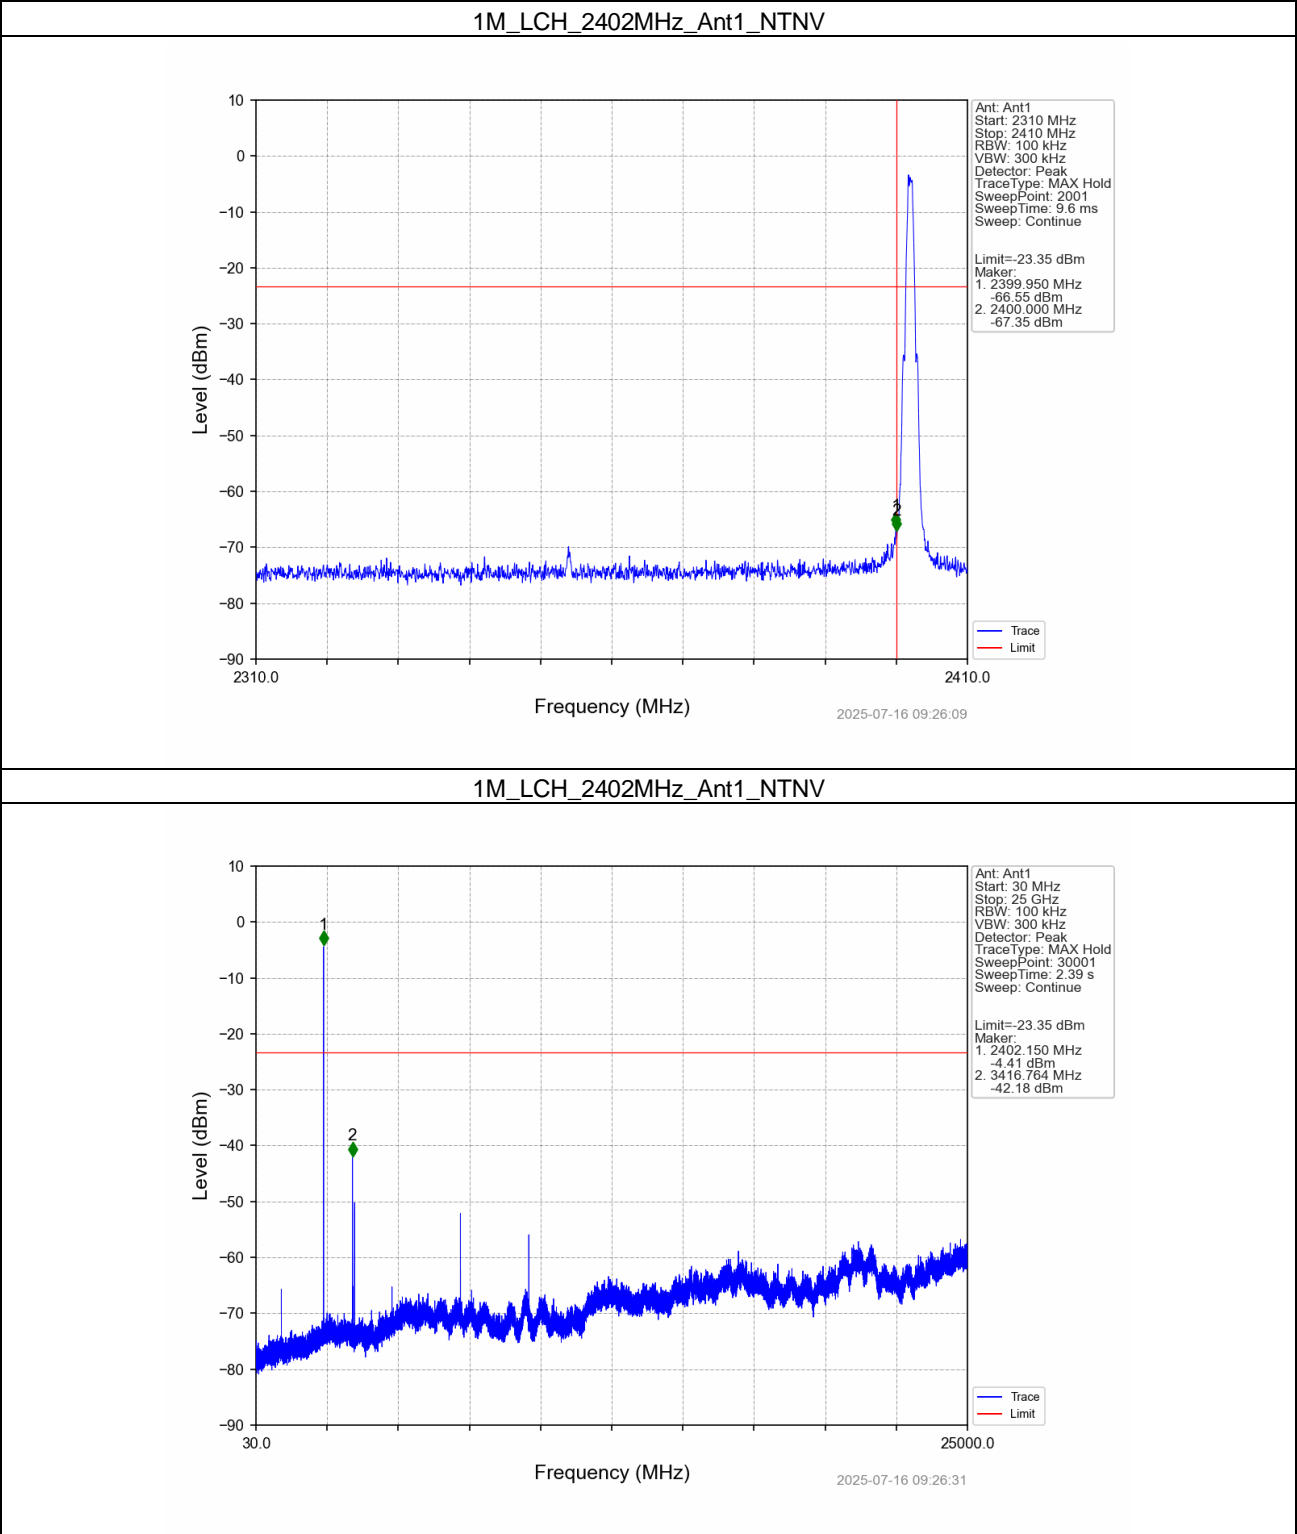 1M_LCH_2402MHz_Ant1_NTNV
10
0
−10
−20
−30
−40
−50
−60
−70
−80
−90
Level (dBm)
2310.0
2410.0
Frequency (MHz)
2025-07-16 09:26:09
1
2
Ant: Ant1
Start: 2310 MHz
Stop: 2410 MHz
RBW: 100 kHz
VBW: 300 kHz
Detector: Peak
TraceType: MAX Hold
SweepPoint: 2001
SweepTime: 9.6 ms
Sweep: Continue
Limit=-23.35 dBm
Maker:
1. 2399.950 MHz
-66.55 dBm
2. 2400.000 MHz
-67.35 dBm
Trace
Limit
1M_LCH_2402MHz_Ant1_NTNV
10
0
−10
−20
−30
−40
−50
−60
−70
−80
−90
Level (dBm)
30.0
25000.0
Frequency (MHz)
2025-07-16 09:26:31
1
2
Ant: Ant1
Start: 30 MHz
Stop: 25 GHz
RBW: 100 kHz
VBW: 300 kHz
Detector: Peak
TraceType: MAX Hold
SweepPoint: 30001
SweepTime: 2.39 s
Sweep: Continue
Limit=-23.35 dBm
Maker:
1. 2402.150 MHz
-4.41 dBm
2. 3416.764 MHz
-42.18 dBm
Trace
Limit